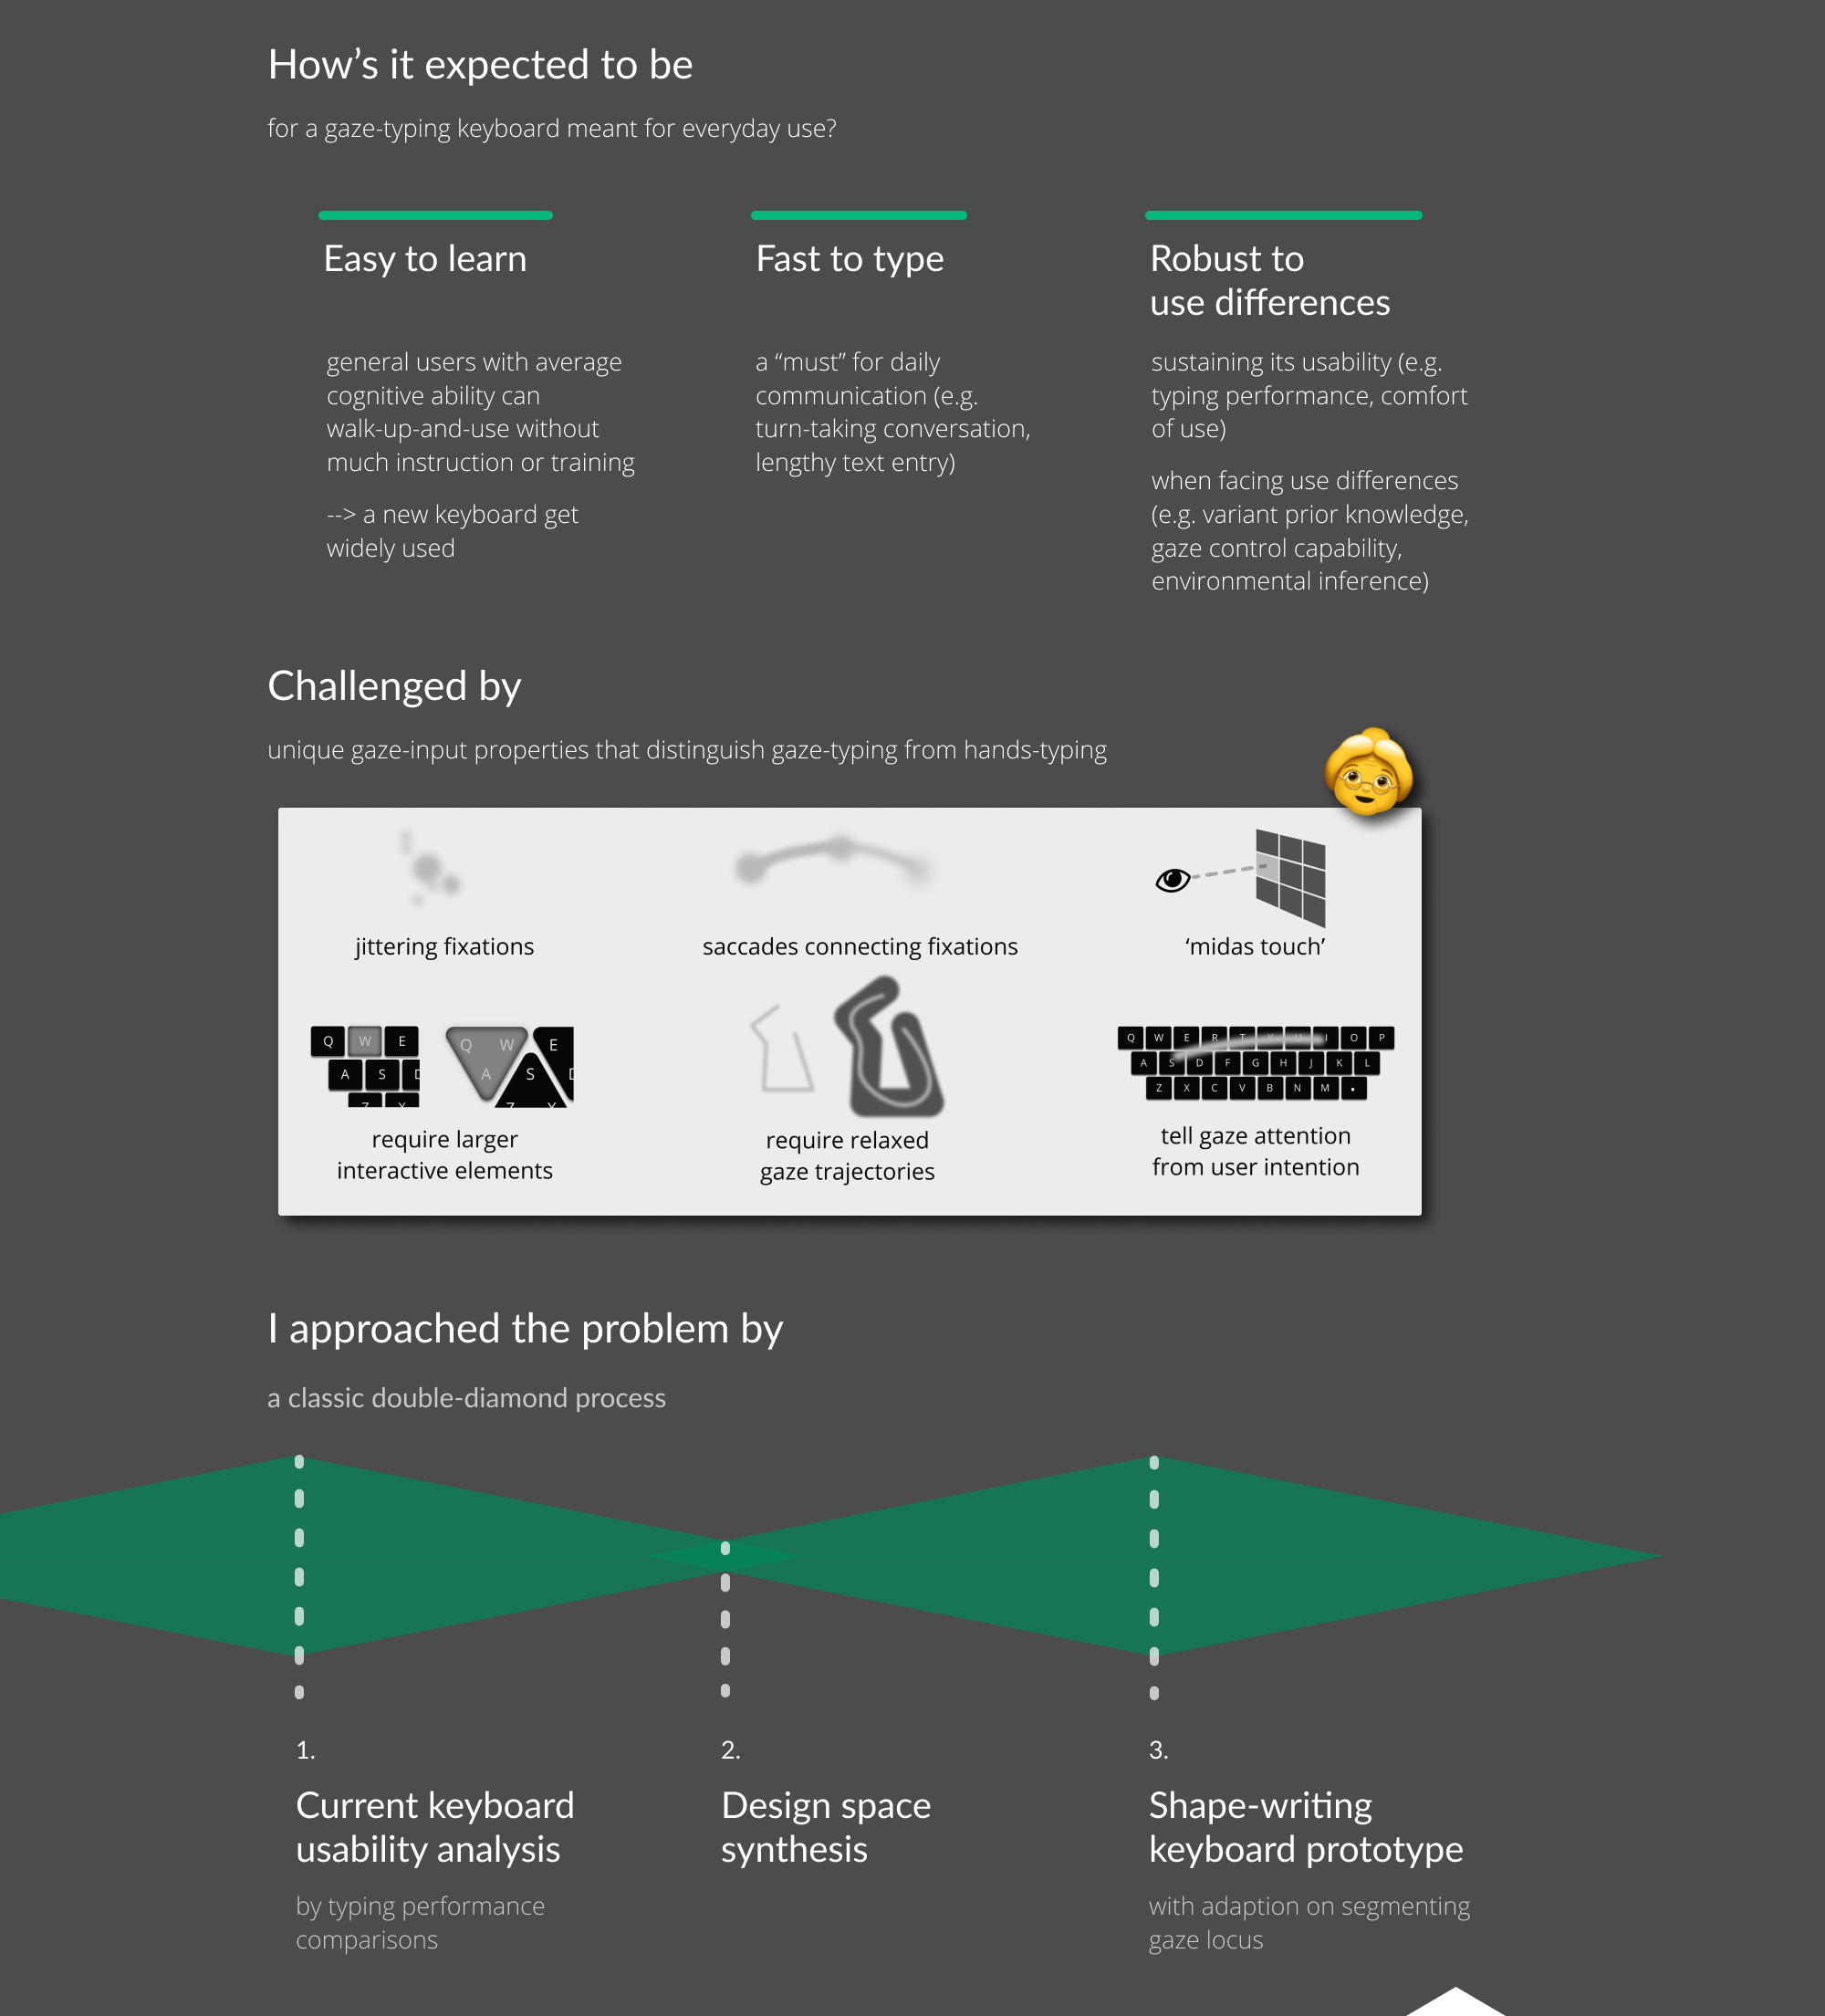 How’s it expected to be
for a gaze-typing keyboard meant for everyday use?
Easy to learn
general users with average
cognitive ability can
walk-up-and-use without
much instruction or training
--> a new keyboard get
widely used
Fast to type
a “must” for daily
communication (e.g.
turn-taking conversation,
lengthy text entry)
Robust to
use differences
sustaining its usability (e.g.
typing performance, comfort
of use)
when facing use differences
(e.g. variant prior knowledge,
gaze control capability,
environmental inference)
Challenged by
unique gaze-input properties that distinguish gaze-typing from hands-typing
jittering fixations
saccades connecting fixations
‘midas touch’
Q W E
A S D
Z X
Q W E
A S D
Z X
Q W E R T Y U I O P
A S D F G H J K L
Z X C V B N M .
require larger
interactive elements
require relaxed
gaze trajectories
tell gaze attention
from user intention
I approached the problem by
a classic double-diamond process
1.
Current keyboard
usability analysis
by typing performance
comparisons
2.
Design space
synthesis
3.
Shape-writing
keyboard prototype
with adaption on segmenting
gaze locus